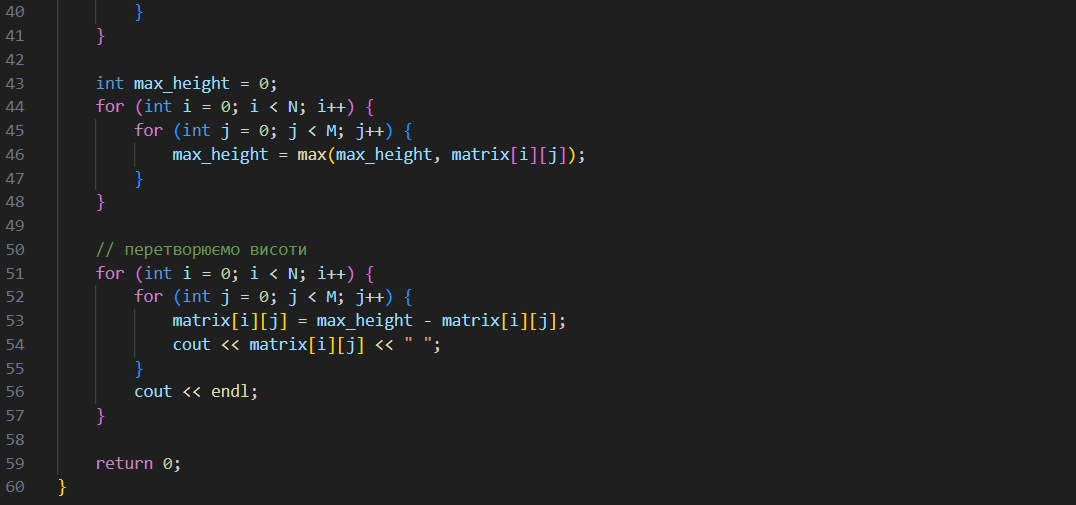 40 }
41 }
42
43 int max_height = 0;
44 for (int i = 0; i < N; i++) {
45 for (int j = 0; j < M; j++) {
46 max_height = max(max_height, matrix[i][j]);
47 }
48 }
49
50 // перетворюємо висоти
51 for (int i = 0; i < N; i++) {
52 for (int j = 0; j < M; j++) {
53 matrix[i][j] = max_height - matrix[i][j];
54 cout << matrix[i][j] << " ";
55 }
56 cout << endl;
57 }
58
59 return 0;
60 }